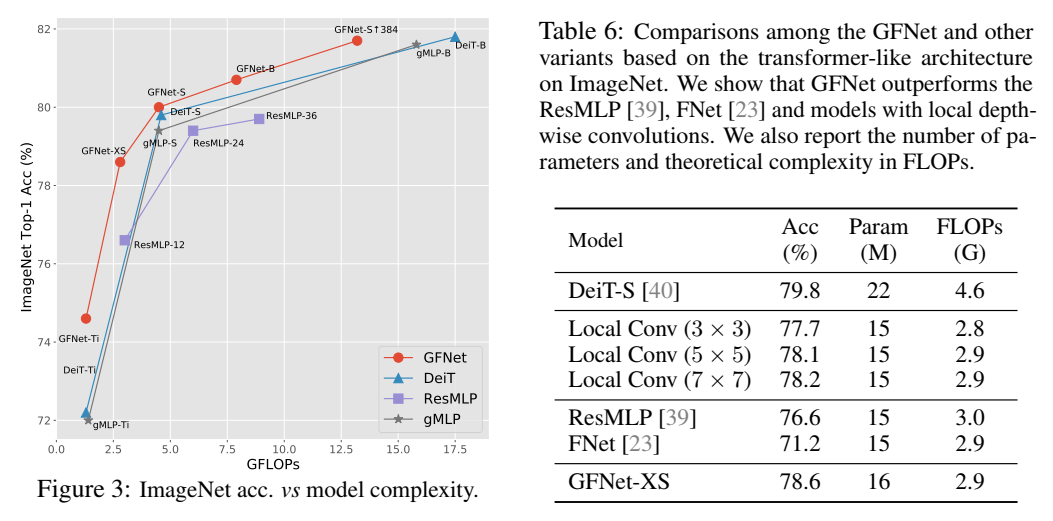 82
80
78
76
74
72
ImageNet Top-1 Acc (%)
GFNet-S↑384
gMLP-B
DeiT-B
GFNet-B
GFNet-S
DeiT-S
ResMLP-36
gMLP-S
ResMLP-24
GFNet-XS
ResMLP-12
GFNet-Ti
DeiT-Ti
gMLP-Ti
GFNet
DeiT
ResMLP
gMLP
0.0 2.5 5.0 7.5 10.0 12.5 15.0 17.5
GFLOPs
Figure 3: ImageNet acc. vs model complexity.
Table 6: Comparisons among the GFNet and other
variants based on the transformer-like architecture
on ImageNet. We show that GFNet outperforms the
ResMLP [39], FNet [23] and models with local depth-
wise convolutions. We also report the number of pa-
rameters and theoretical complexity in FLOPs.
Model Acc (%) Param (M) FLOPs (G)
DeiT-S [40] 79.8 22 4.6
Local Conv (3 × 3) 77.7 15 2.8
Local Conv (5 × 5) 78.1 15 2.9
Local Conv (7 × 7) 78.2 15 2.9
ResMLP [39] 76.6 15 3.0
FNet [23] 71.2 15 2.9
GFNet-XS 78.6 16 2.9